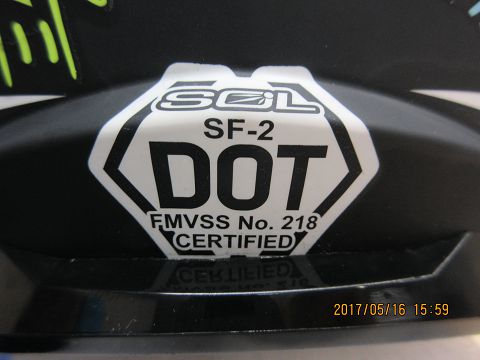 SOL
SF-2
DOT
FMVSS No. 218
CERTIFIED
2017/05/16 15:59